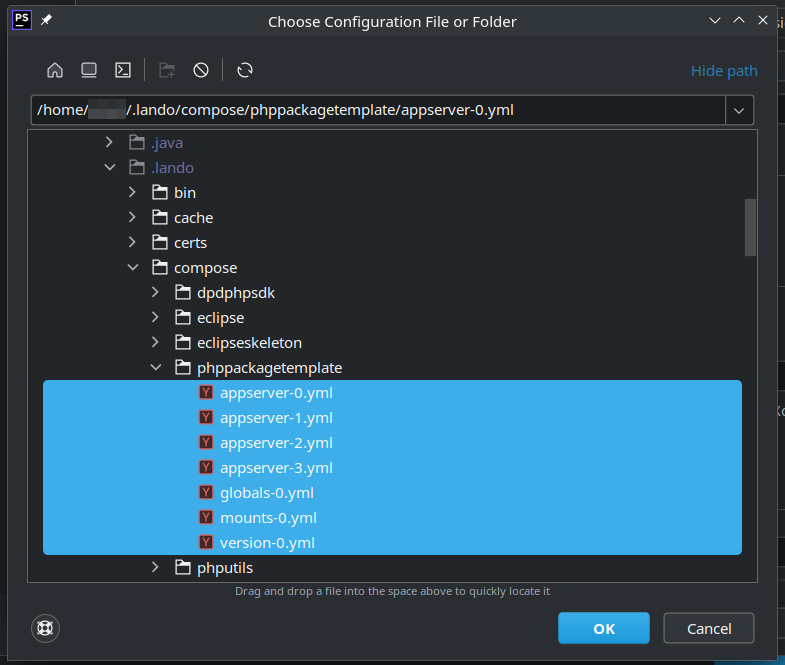 PS
Choose Configuration File or Folder
Hide path
/home/ /.lando/compose/phppackagetemplate/appserver-0.yml
.java
.lando
bin
cache
certs
compose
dpdphpsdk
eclipse
eclipseskeleton
phppackagetemplate
Y appserver-0.yml
Y appserver-1.yml
Y appserver-2.yml
Y appserver-3.yml
Y globals-0.yml
Y mounts-0.yml
Y version-0.yml
phputils
Drag and drop a file into the space above to quickly locate it
OK Cancel